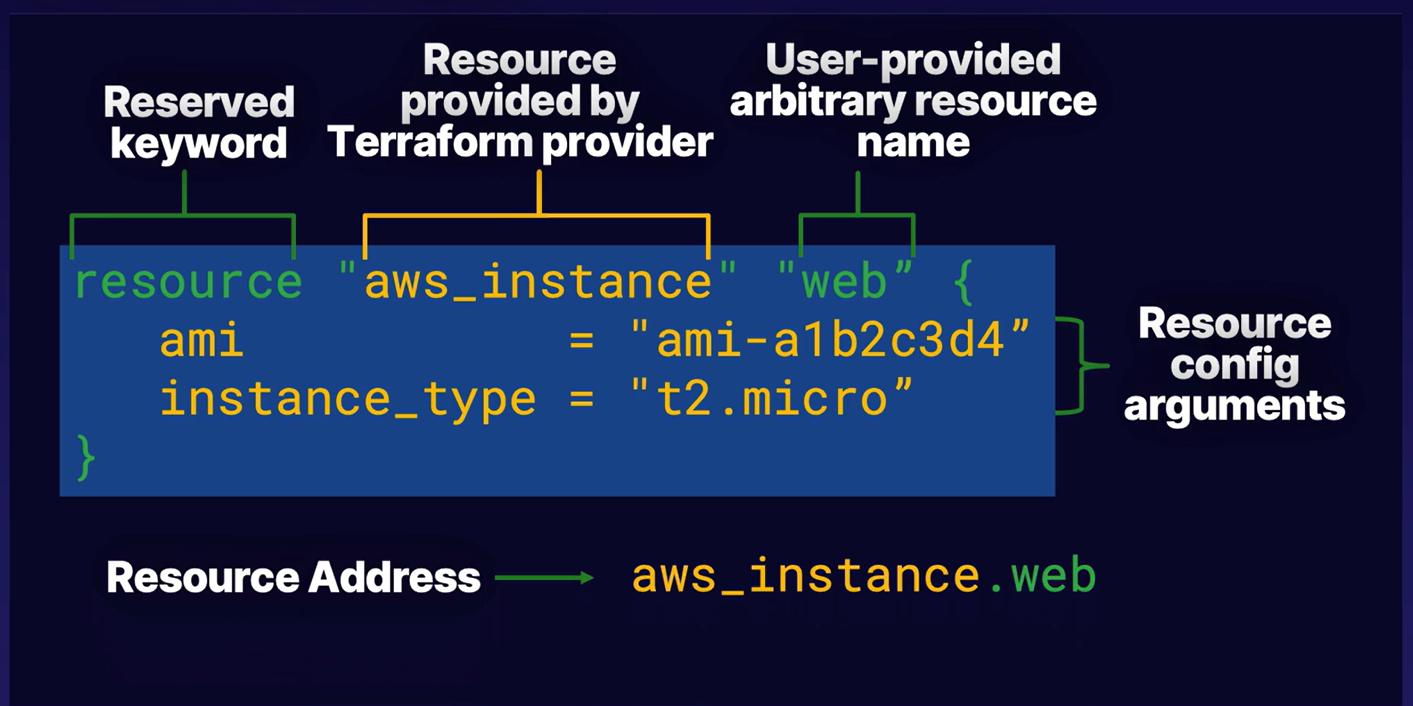 Reserved
keyword
Resource
provided by
Terraform provider
User-provided
arbitrary resource
name
resource "aws_instance" "web” {
ami = "ami-a1b2c3d4”
instance_type = "t2.micro”
}
Resource
config
arguments
Resource Address
aws_instance.web